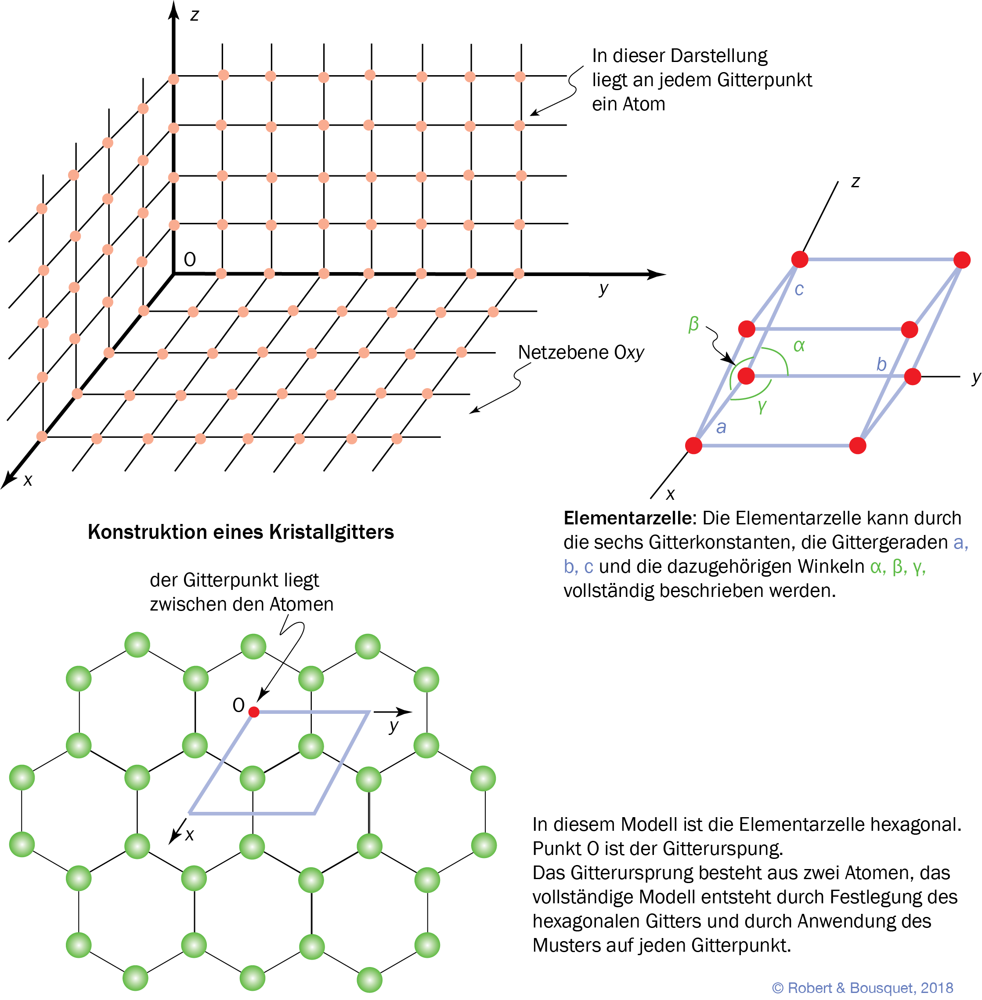 z
In dieser Darstellung
liegt an jedem Gitterpunkt
ein Atom
O
y
Netzebene Oxy
x
z
c
β
α
b
y
γ
a
x
Konstruktion eines Kristallgitters
Elementarzelle: Die Elementarzelle kann durch
die sechs Gitterkonstanten, die Gittergeraden a,
b, c und die dazugehörigen Winkeln α, β, γ,
vollständig beschrieben werden.
der Gitterpunkt liegt
zwischen den Atomen
O
y
x
In diesem Modell ist die Elementarzelle hexagonal.
Punkt O ist der Gitterurspung.
Das Gitterursprung besteht aus zwei Atomen, das
vollständige Modell entsteht durch Festlegung des
hexagonalen Gitters und durch Anwendung des
Musters auf jeden Gitterpunkt.
© Robert & Bousquet, 2018